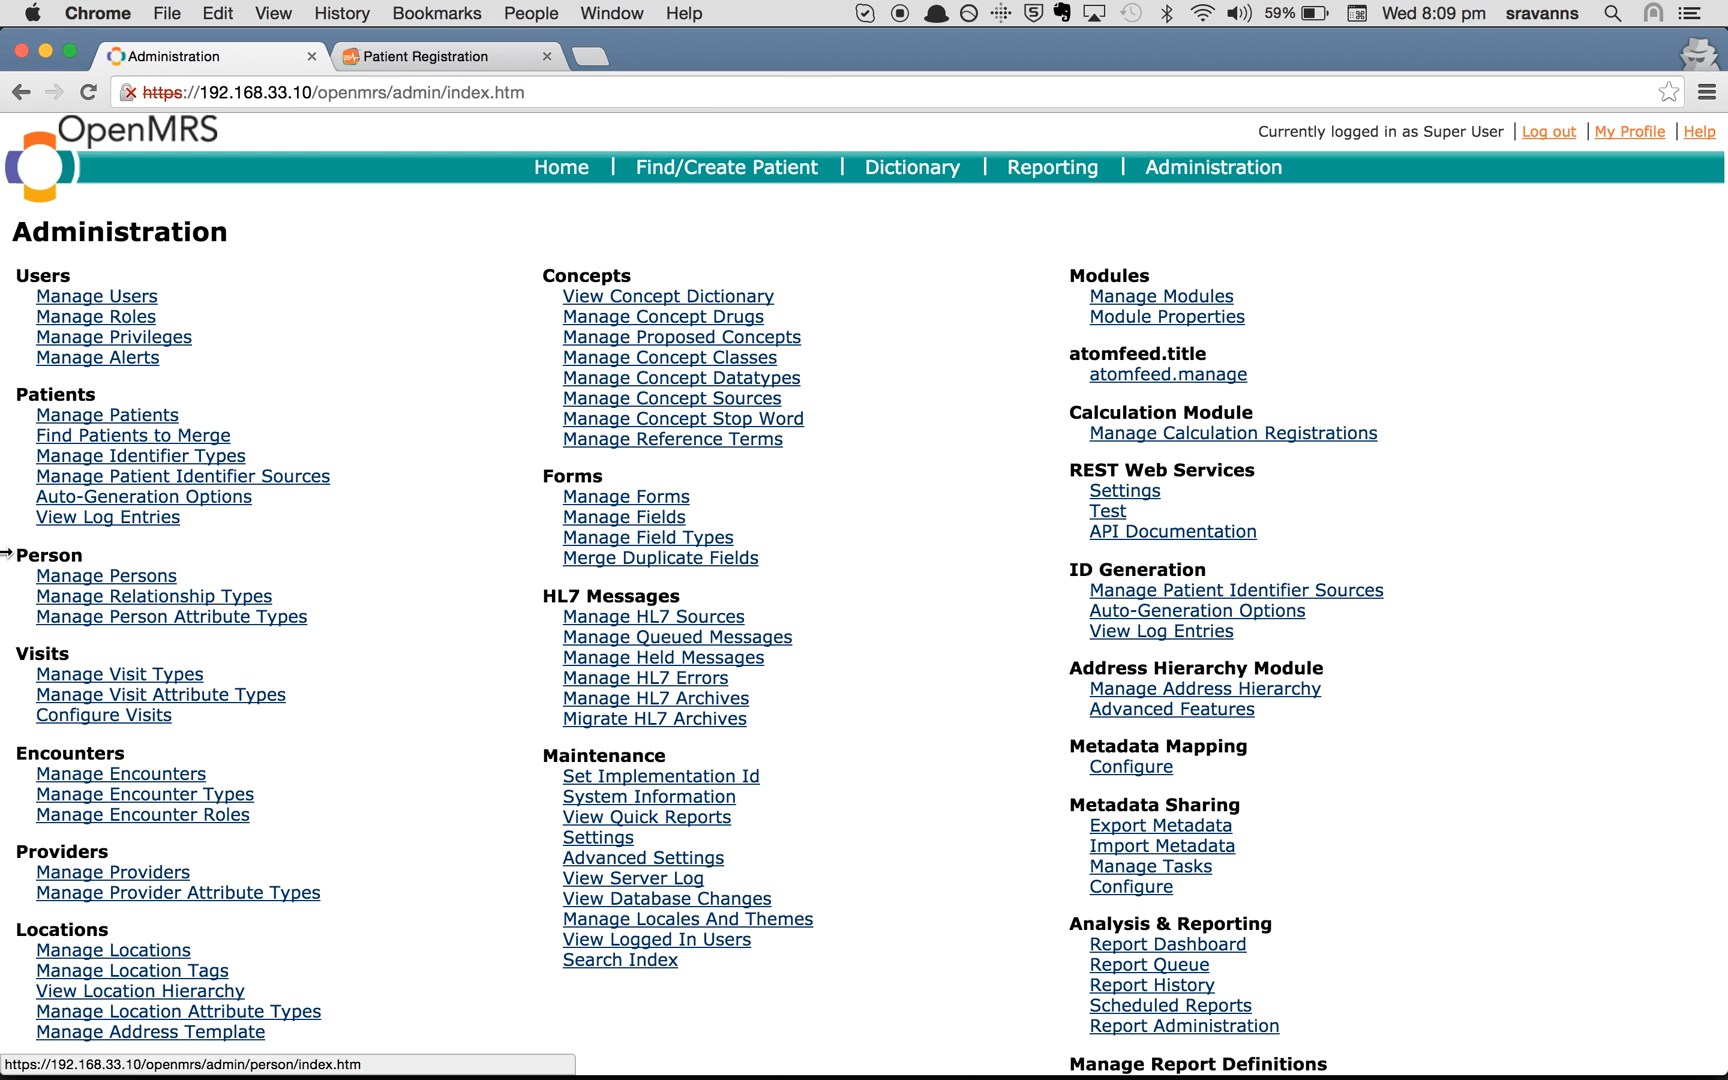 Chrome File Edit View History Bookmarks People Window Help 59% Wed 8:09 pm sravanns
Administration Patient Registration
https://192.168.33.10/openmrs/admin/index.htm
OpenMRS
Currently logged in as Super User | Log out | My Profile | Help
Home | Find/Create Patient | Dictionary | Reporting | Administration
Administration
Users
Manage Users
Manage Roles
Manage Privileges
Manage Alerts
Patients
Manage Patients
Find Patients to Merge
Manage Identifier Types
Manage Patient Identifier Sources
Auto-Generation Options
View Log Entries
Person
Manage Persons
Manage Relationship Types
Manage Person Attribute Types
Visits
Manage Visit Types
Manage Visit Attribute Types
Configure Visits
Encounters
Manage Encounters
Manage Encounter Types
Manage Encounter Roles
Providers
Manage Providers
Manage Provider Attribute Types
Locations
Manage Locations
Manage Location Tags
View Location Hierarchy
Manage Location Attribute Types
Manage Address Template
Concepts
View Concept Dictionary
Manage Concept Drugs
Manage Proposed Concepts
Manage Concept Classes
Manage Concept Datatypes
Manage Concept Sources
Manage Concept Stop Word
Manage Reference Terms
Forms
Manage Forms
Manage Fields
Manage Field Types
Merge Duplicate Fields
HL7 Messages
Manage HL7 Sources
Manage Queued Messages
Manage Held Messages
Manage HL7 Errors
Manage HL7 Archives
Migrate HL7 Archives
Maintenance
Set Implementation Id
System Information
View Quick Reports
Settings
Advanced Settings
View Server Log
View Database Changes
Manage Locales And Themes
View Logged In Users
Search Index
Modules
Manage Modules
Module Properties
atomfeed.title
atomfeed.manage
Calculation Module
Manage Calculation Registrations
REST Web Services
Settings
Test
API Documentation
ID Generation
Manage Patient Identifier Sources
Auto-Generation Options
View Log Entries
Address Hierarchy Module
Manage Address Hierarchy
Advanced Features
Metadata Mapping
Configure
Metadata Sharing
Export Metadata
Import Metadata
Manage Tasks
Configure
Analysis & Reporting
Report Dashboard
Report Queue
Report History
Scheduled Reports
Report Administration
Manage Report Definitions
https://192.168.33.10/openmrs/admin/person/index.htm